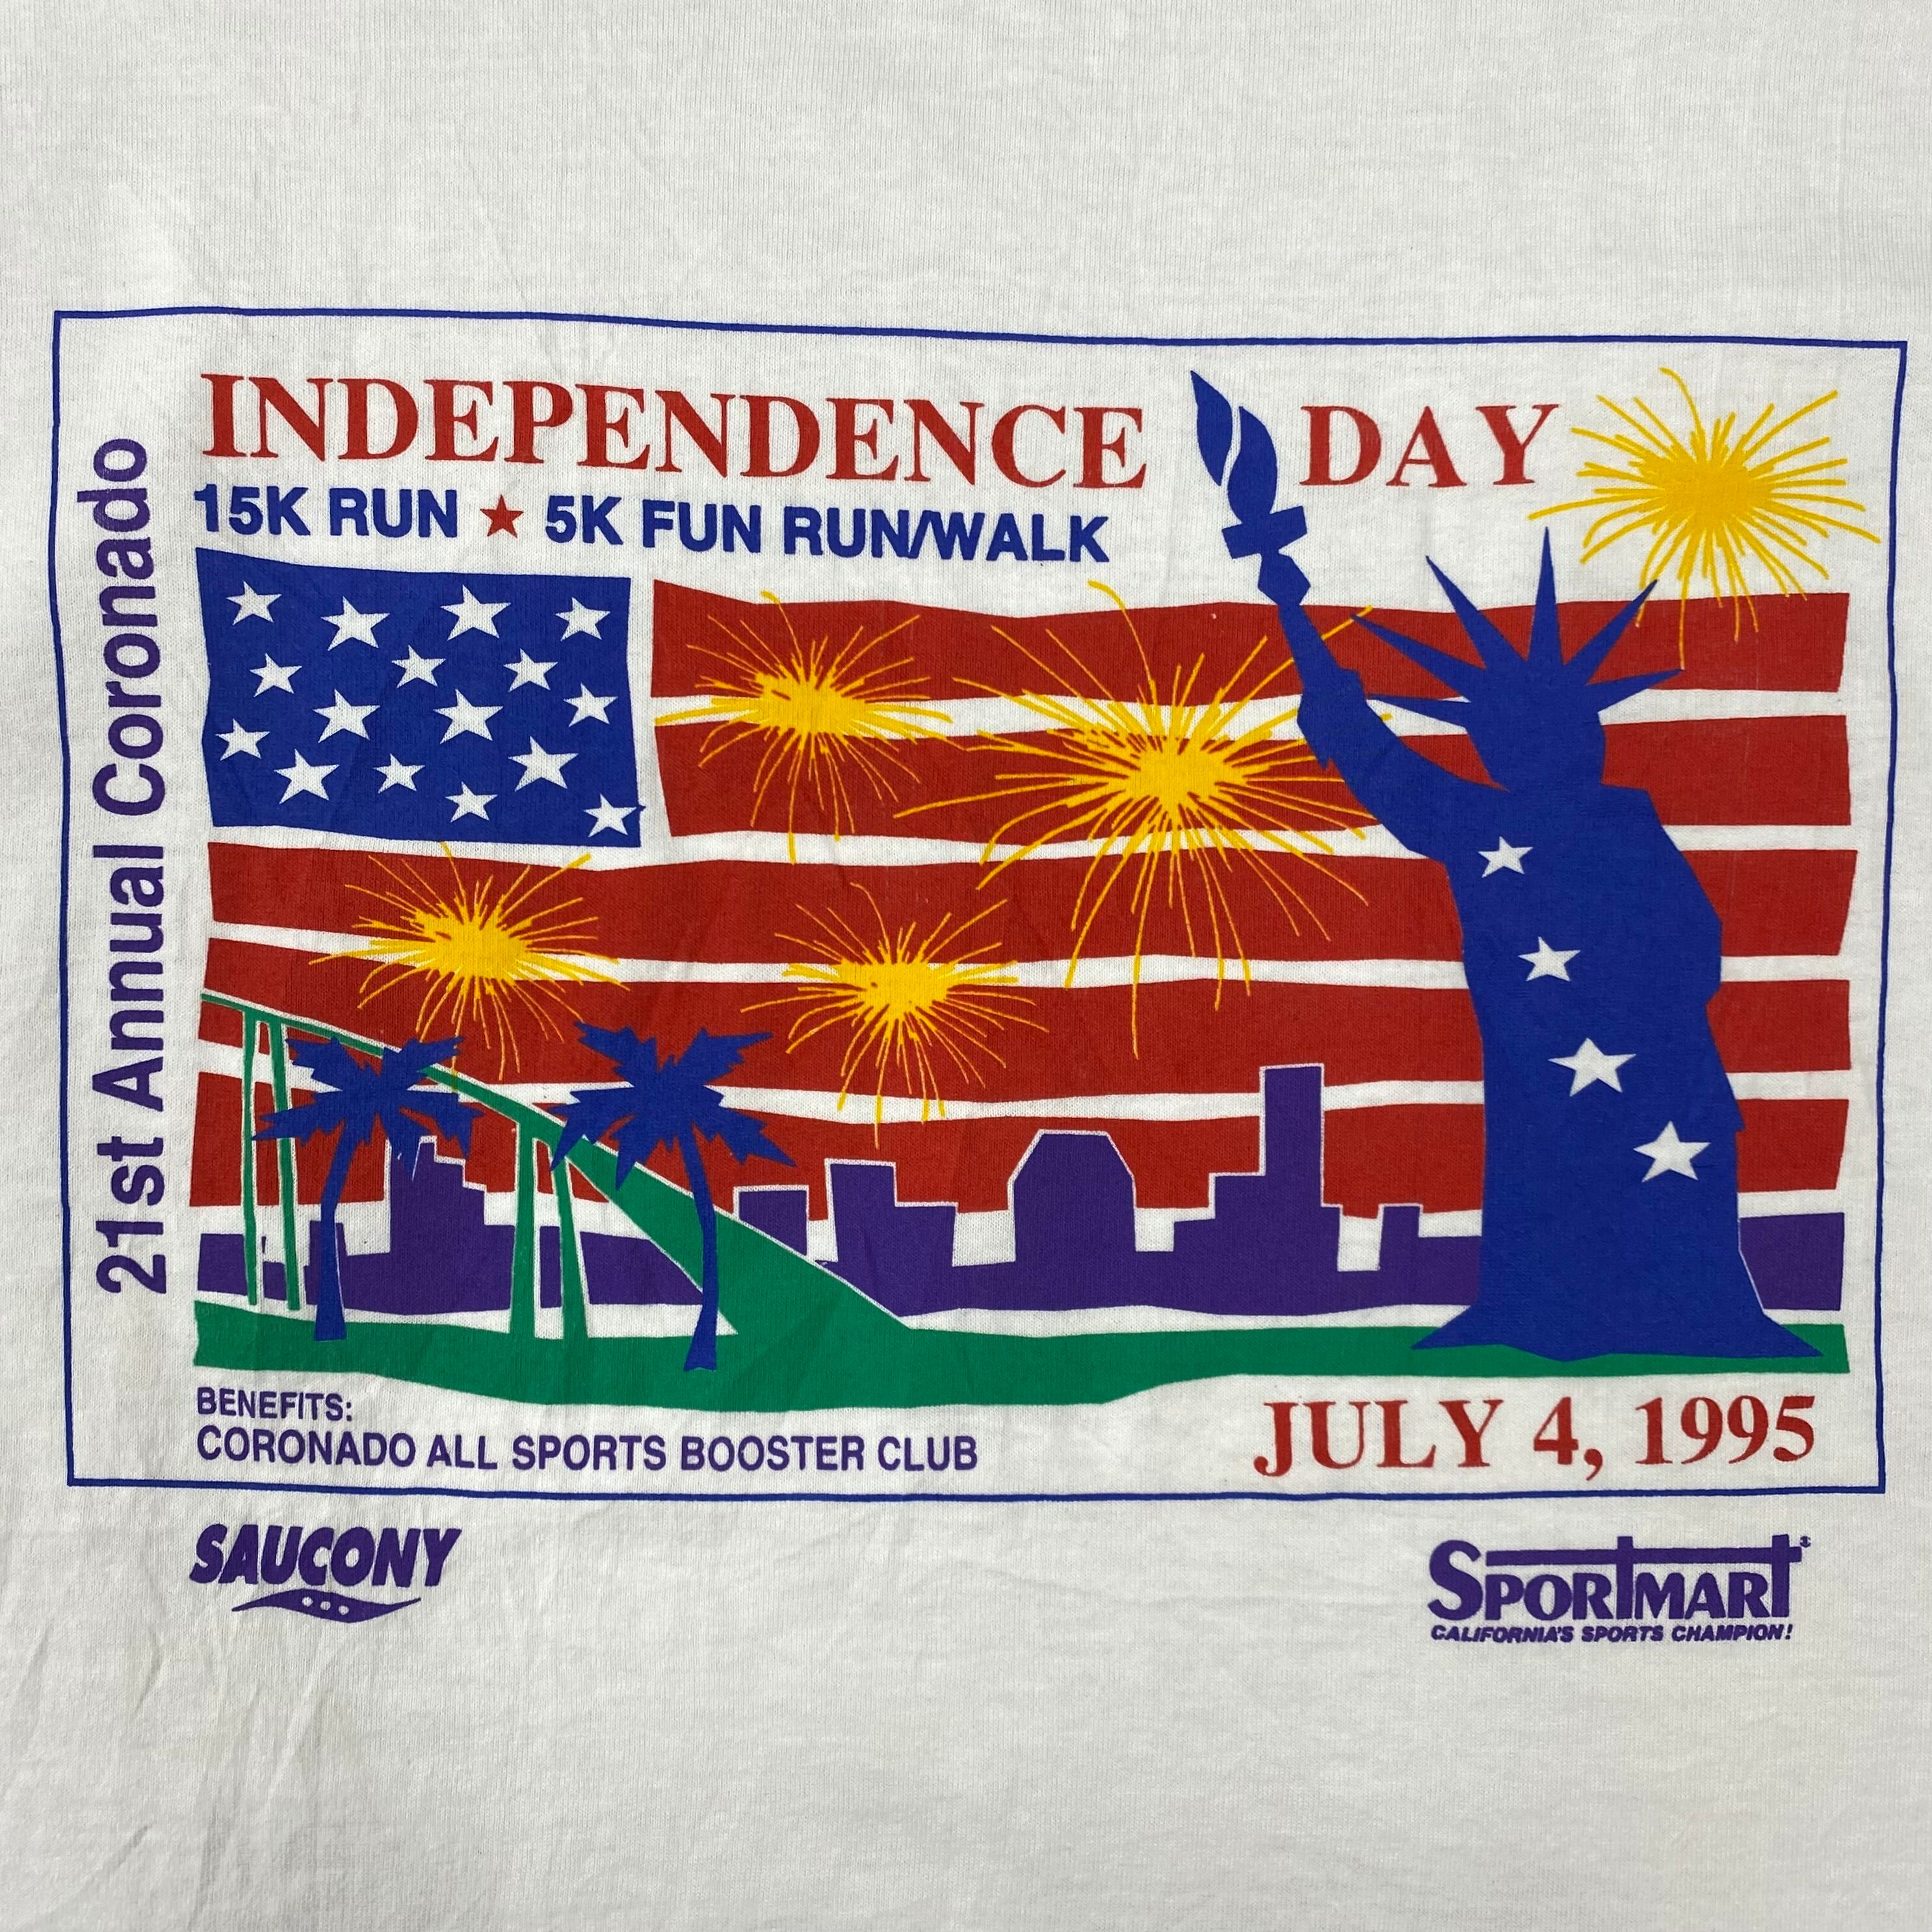 21st Annual Coronado
INDEPENDENCE DAY
15K RUN ★ 5K FUN RUN/WALK
BENEFITS:
CORONADO ALL SPORTS BOOSTER CLUB
JULY 4, 1995
SAUCONY
SPORTMART®
CALIFORNIA'S SPORTS CHAMPION!